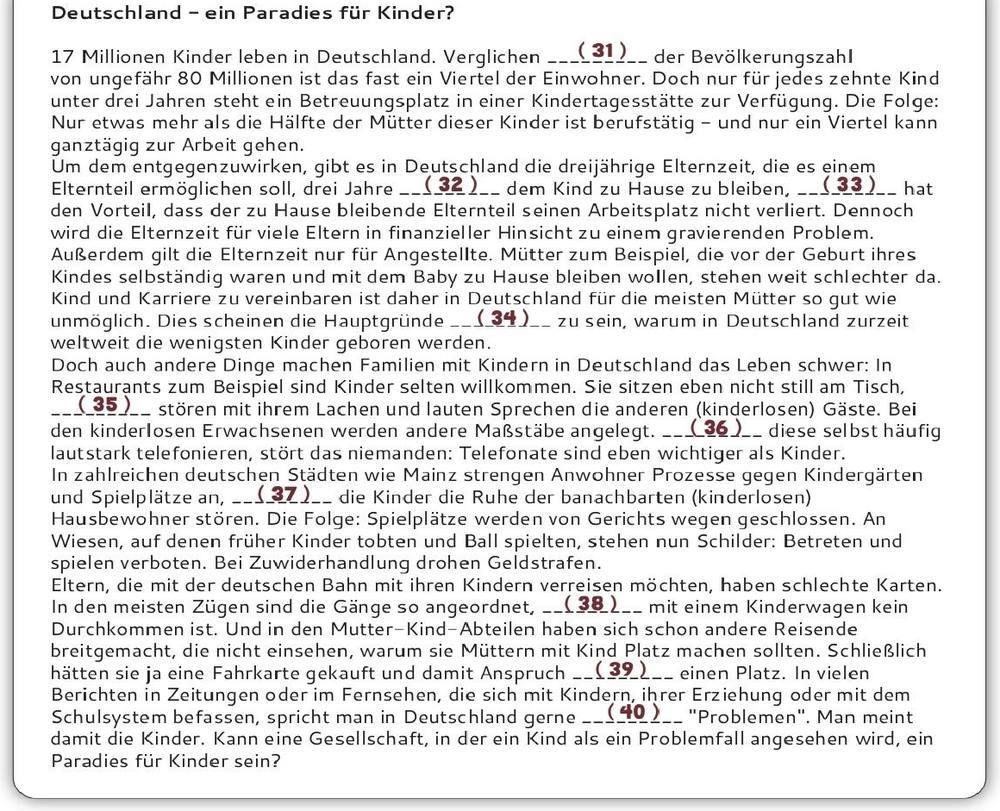 Deutschland – ein Paradies für Kinder?
17 Millionen Kinder leben in Deutschland. Verglichen __(31)__ der Bevölkerungszahl
von ungefähr 80 Millionen ist das fast ein Viertel der Einwohner. Doch nur für jedes zehnte Kind
unter drei Jahren steht ein Betreuungsplatz in einer Kindertagesstätte zur Verfügung. Die Folge:
Nur etwas mehr als die Hälfte der Mütter dieser Kinder ist berufstätig – und nur ein Viertel kann
ganztägig zur Arbeit gehen.
Um dem entgegenzuwirken, gibt es in Deutschland die dreijährige Elternzeit, die es einem
Elternteil ermöglichen soll, drei Jahre __(32)__ dem Kind zu Hause zu bleiben, __(33)__ hat
den Vorteil, dass der zu Hause bleibende Elternteil seinen Arbeitsplatz nicht verliert. Dennoch
wird die Elternzeit für viele Eltern in finanzieller Hinsicht zu einem gravierenden Problem.
Außerdem gilt die Elternzeit nur für Angestellte. Mütter zum Beispiel, die vor der Geburt ihres
Kindes selbständig waren und mit dem Baby zu Hause bleiben wollen, stehen weit schlechter da.
Kind und Karriere zu vereinbaren ist daher in Deutschland für die meisten Mütter so gut wie
unmöglich. Dies scheinen die Hauptgründe __(34)__ zu sein, warum in Deutschland zurzeit
weltweit die wenigsten Kinder geboren werden.
Doch auch andere Dinge machen Familien mit Kindern in Deutschland das Leben schwer: In
Restaurants zum Beispiel sind Kinder selten willkommen. Sie sitzen eben nicht still am Tisch,
__(35)__ stören mit ihrem Lachen und lauten Sprechen die anderen (kinderlosen) Gäste. Bei
den kinderlosen Erwachsenen werden andere Maßstäbe angelegt. __(36)__ diese selbst häufig
lautstark telefonieren, stört das niemanden: Telefonate sind eben wichtiger als Kinder.
In zahlreichen deutschen Städten wie Mainz strengen Anwohner Prozesse gegen Kindergärten
und Spielplätze an, __(37)__ die Kinder die Ruhe der banachbarten (kinderlosen)
Hausbewohner stören. Die Folge: Spielplätze werden von Gerichts wegen geschlossen. An
Wiesen, auf denen früher Kinder tobten und Ball spielten, stehen nun Schilder: Betreten und
spielen verboten. Bei Zuwiderhandlung drohen Geldstrafen.
Eltern, die mit der deutschen Bahn mit ihren Kindern verreisen möchten, haben schlechte Karten.
In den meisten Zügen sind die Gänge so angeordnet, __(38)__ mit einem Kinderwagen kein
Durchkommen ist. Und in den Mutter-Kind-Abteilen haben sich schon andere Reisende
breitgemacht, die nicht einsehen, warum sie Müttern mit Kind Platz machen sollten. Schließlich
hätten sie ja eine Fahrkarte gekauft und damit Anspruch __(39)__ einen Platz. In vielen
Berichten in Zeitungen oder im Fernsehen, die sich mit Kindern, ihrer Erziehung oder mit dem
Schulsystem befassen, spricht man in Deutschland gerne __(40)__ "Problemen". Man meint
damit die Kinder. Kann eine Gesellschaft, in der ein Kind als ein Problemfall angesehen wird, ein
Paradies für Kinder sein?